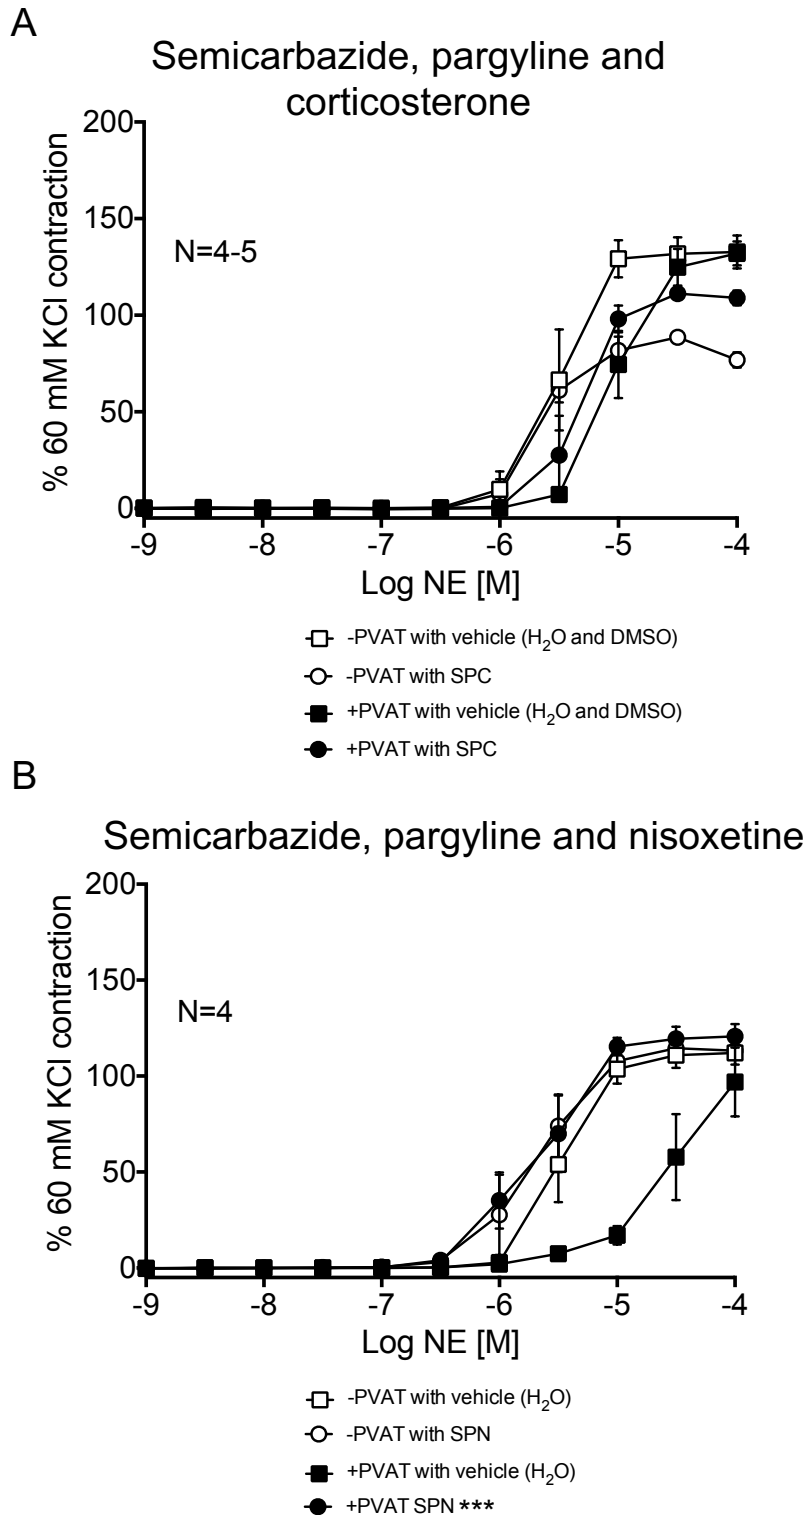 A
Semicarbazide, pargyline and
corticosterone
% 60 mM KCl contraction
200
150
100
50
0
N=4-5
-9 -8 -7 -6 -5 -4
Log NE [M]
-PVAT with vehicle (H₂O and DMSO)
-PVAT with SPC
+PVAT with vehicle (H₂O and DMSO)
+PVAT with SPC
B
Semicarbazide, pargyline and nisoxetine
% 60 mM KCl contraction
200
150
100
50
0
N=4
-9 -8 -7 -6 -5 -4
Log NE [M]
-PVAT with vehicle (H₂O)
-PVAT with SPN
+PVAT with vehicle (H₂O)
+PVAT SPN ***